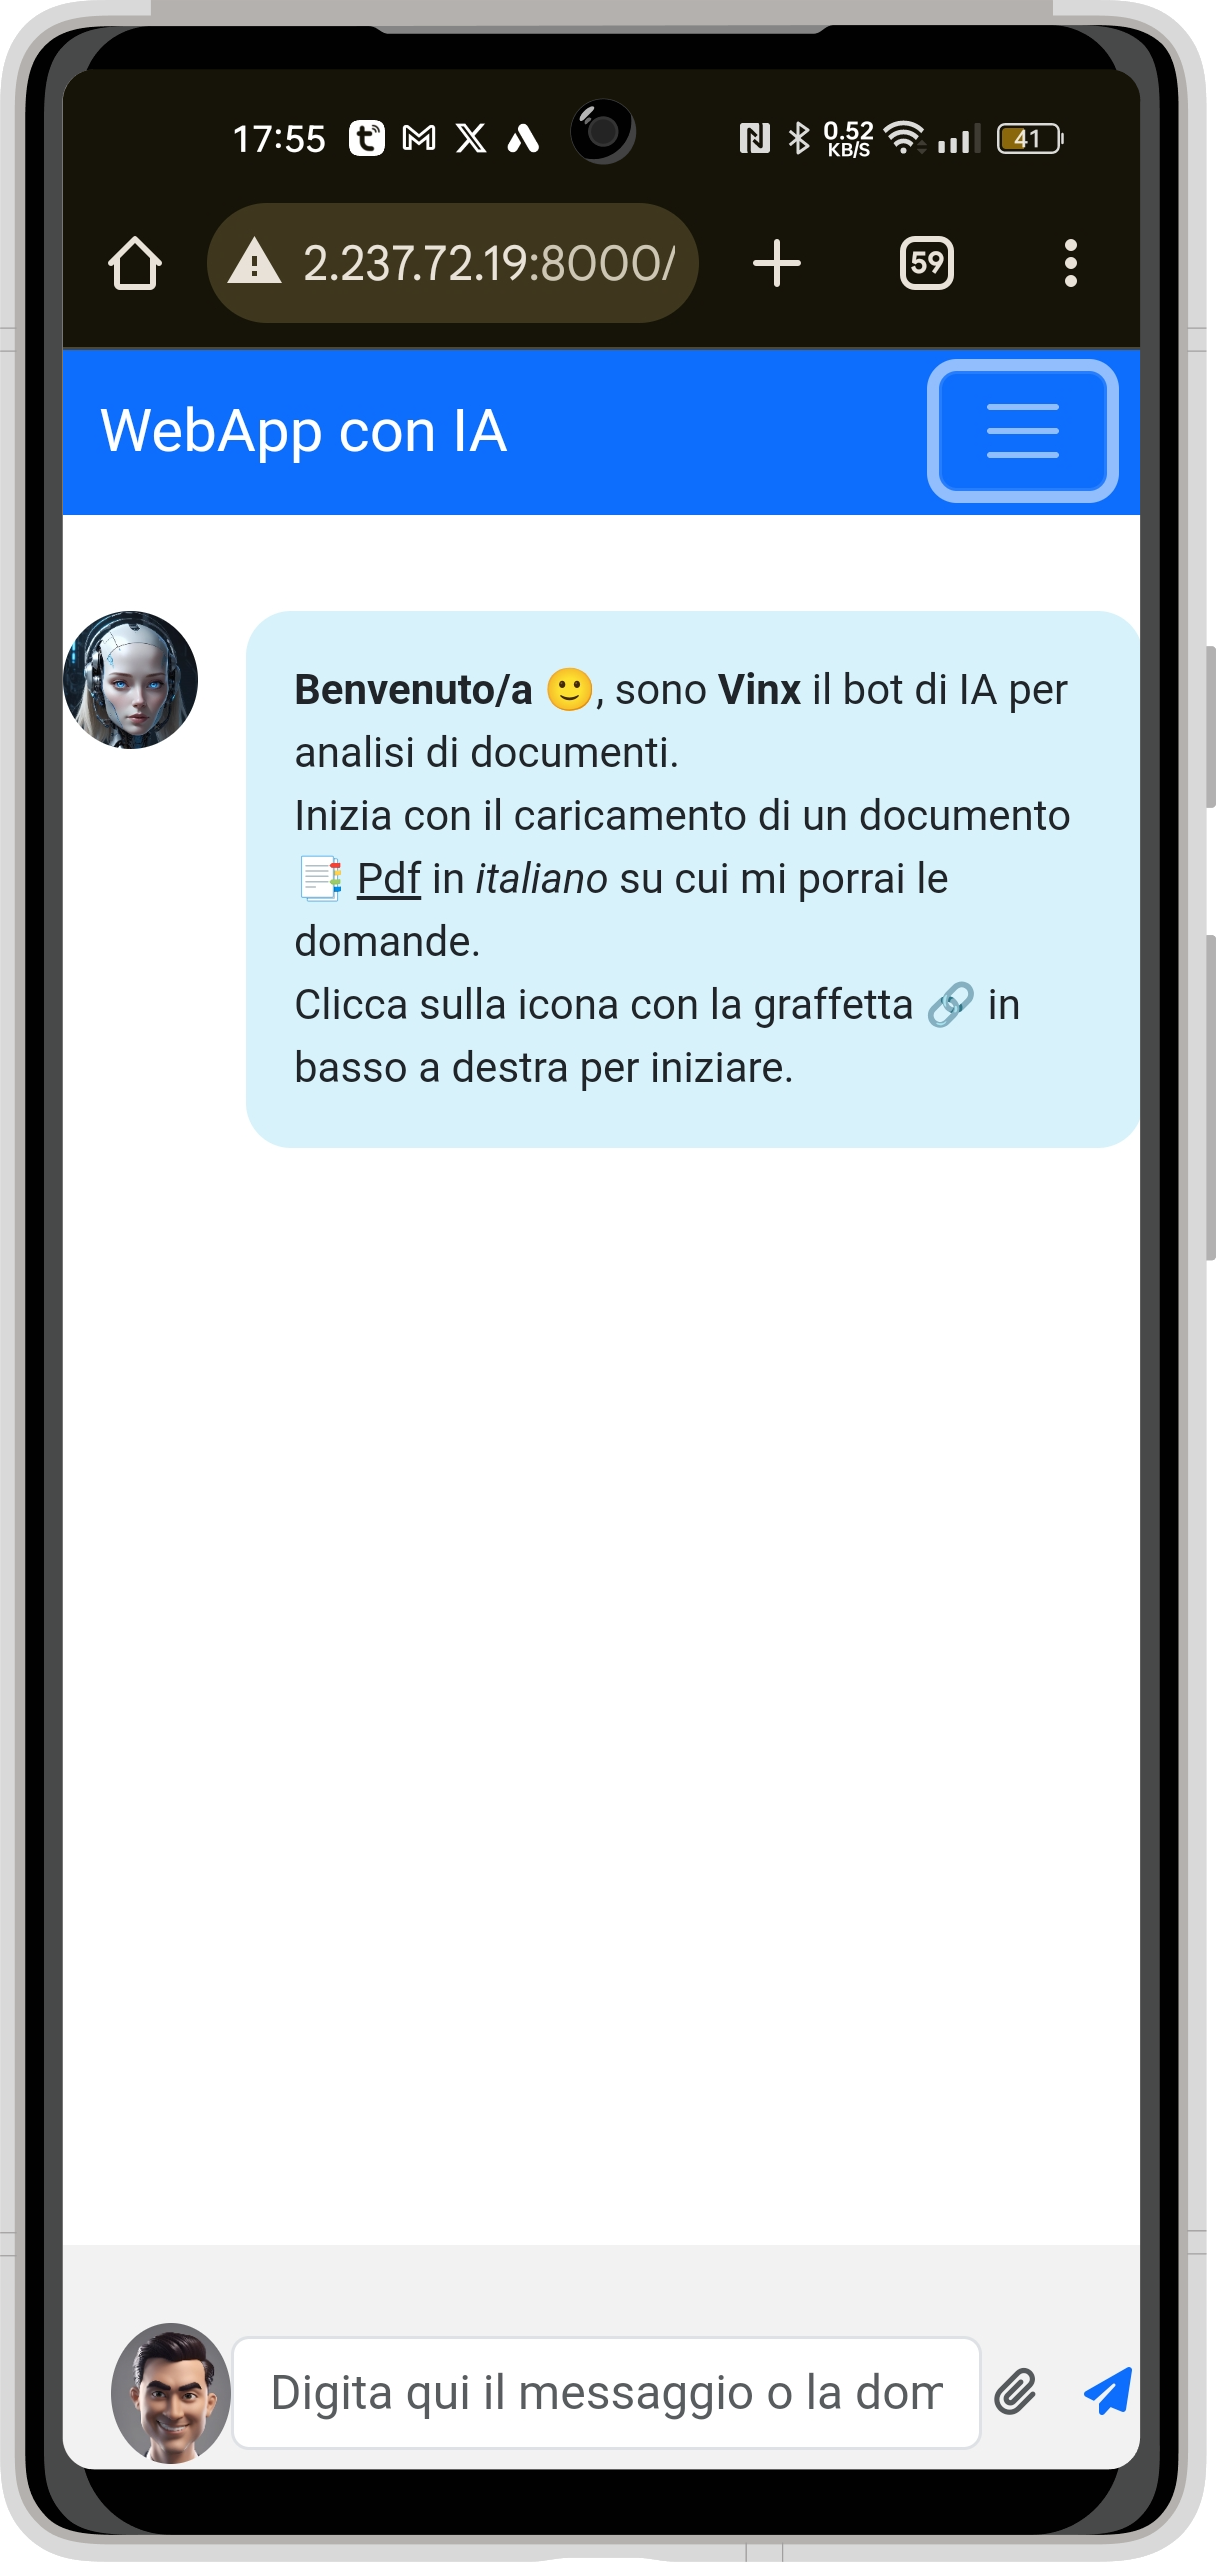 17:55 0.52 KB/S 41
2.237.72.19:8000/ 59
WebApp con IA
Benvenuto/a 🙂, sono Vinx il bot di IA per
analisi di documenti.
Inizia con il caricamento di un documento
📑 Pdf in italiano su cui mi porrai le
domande.
Clicca sulla icona con la graffetta 🔗 in
basso a destra per iniziare.
Digita qui il messaggio o la dom